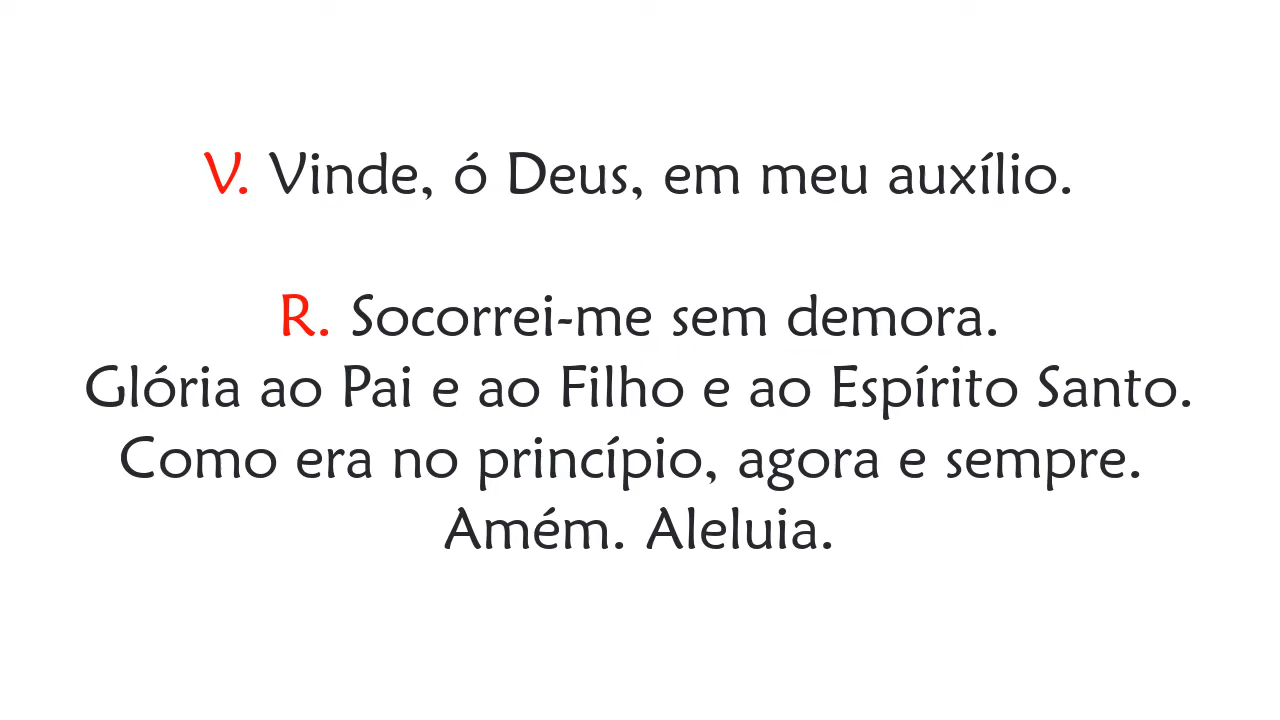 V. Vinde, ó Deus, em meu auxílio.
R. Socorrei-me sem demora.
Glória ao Pai e ao Filho e ao Espírito Santo.
Como era no princípio, agora e sempre.
Amém. Aleluia.